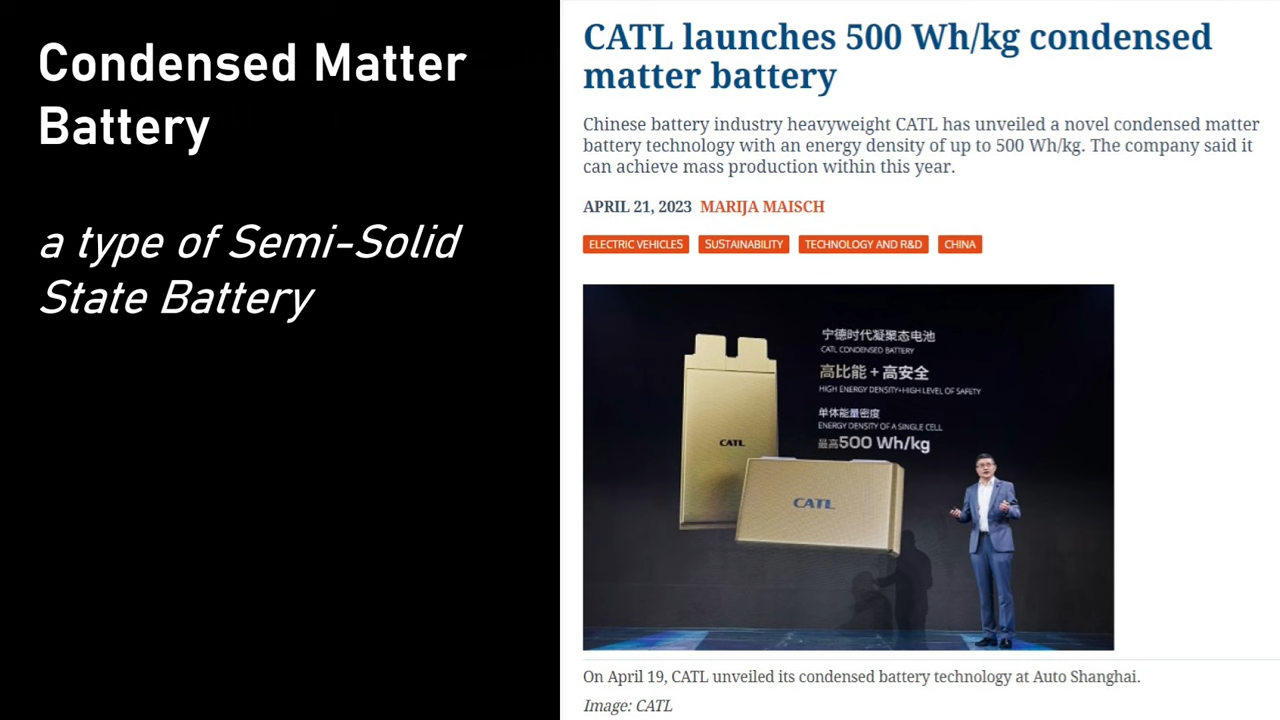 Condensed Matter
Battery
a type of Semi-Solid
State Battery
CATL launches 500 Wh/kg condensed
matter battery
Chinese battery industry heavyweight CATL has unveiled a novel condensed matter
battery technology with an energy density of up to 500 Wh/kg. The company said it
can achieve mass production within this year.
APRIL 21, 2023 MARIJA MAISCH
ELECTRIC VEHICLES SUSTAINABILITY TECHNOLOGY AND R&D CHINA
宁德时代凝聚态电池
CATL CONDENSED BATTERY
高比能+高安全
HIGH ENERGY DENSITY+HIGH LEVEL OF SAFETY
单体能量密度
ENERGY DENSITY OF A SINGLE CELL
最高500 Wh/kg
CATL
CATL
On April 19, CATL unveiled its condensed battery technology at Auto Shanghai.
Image: CATL